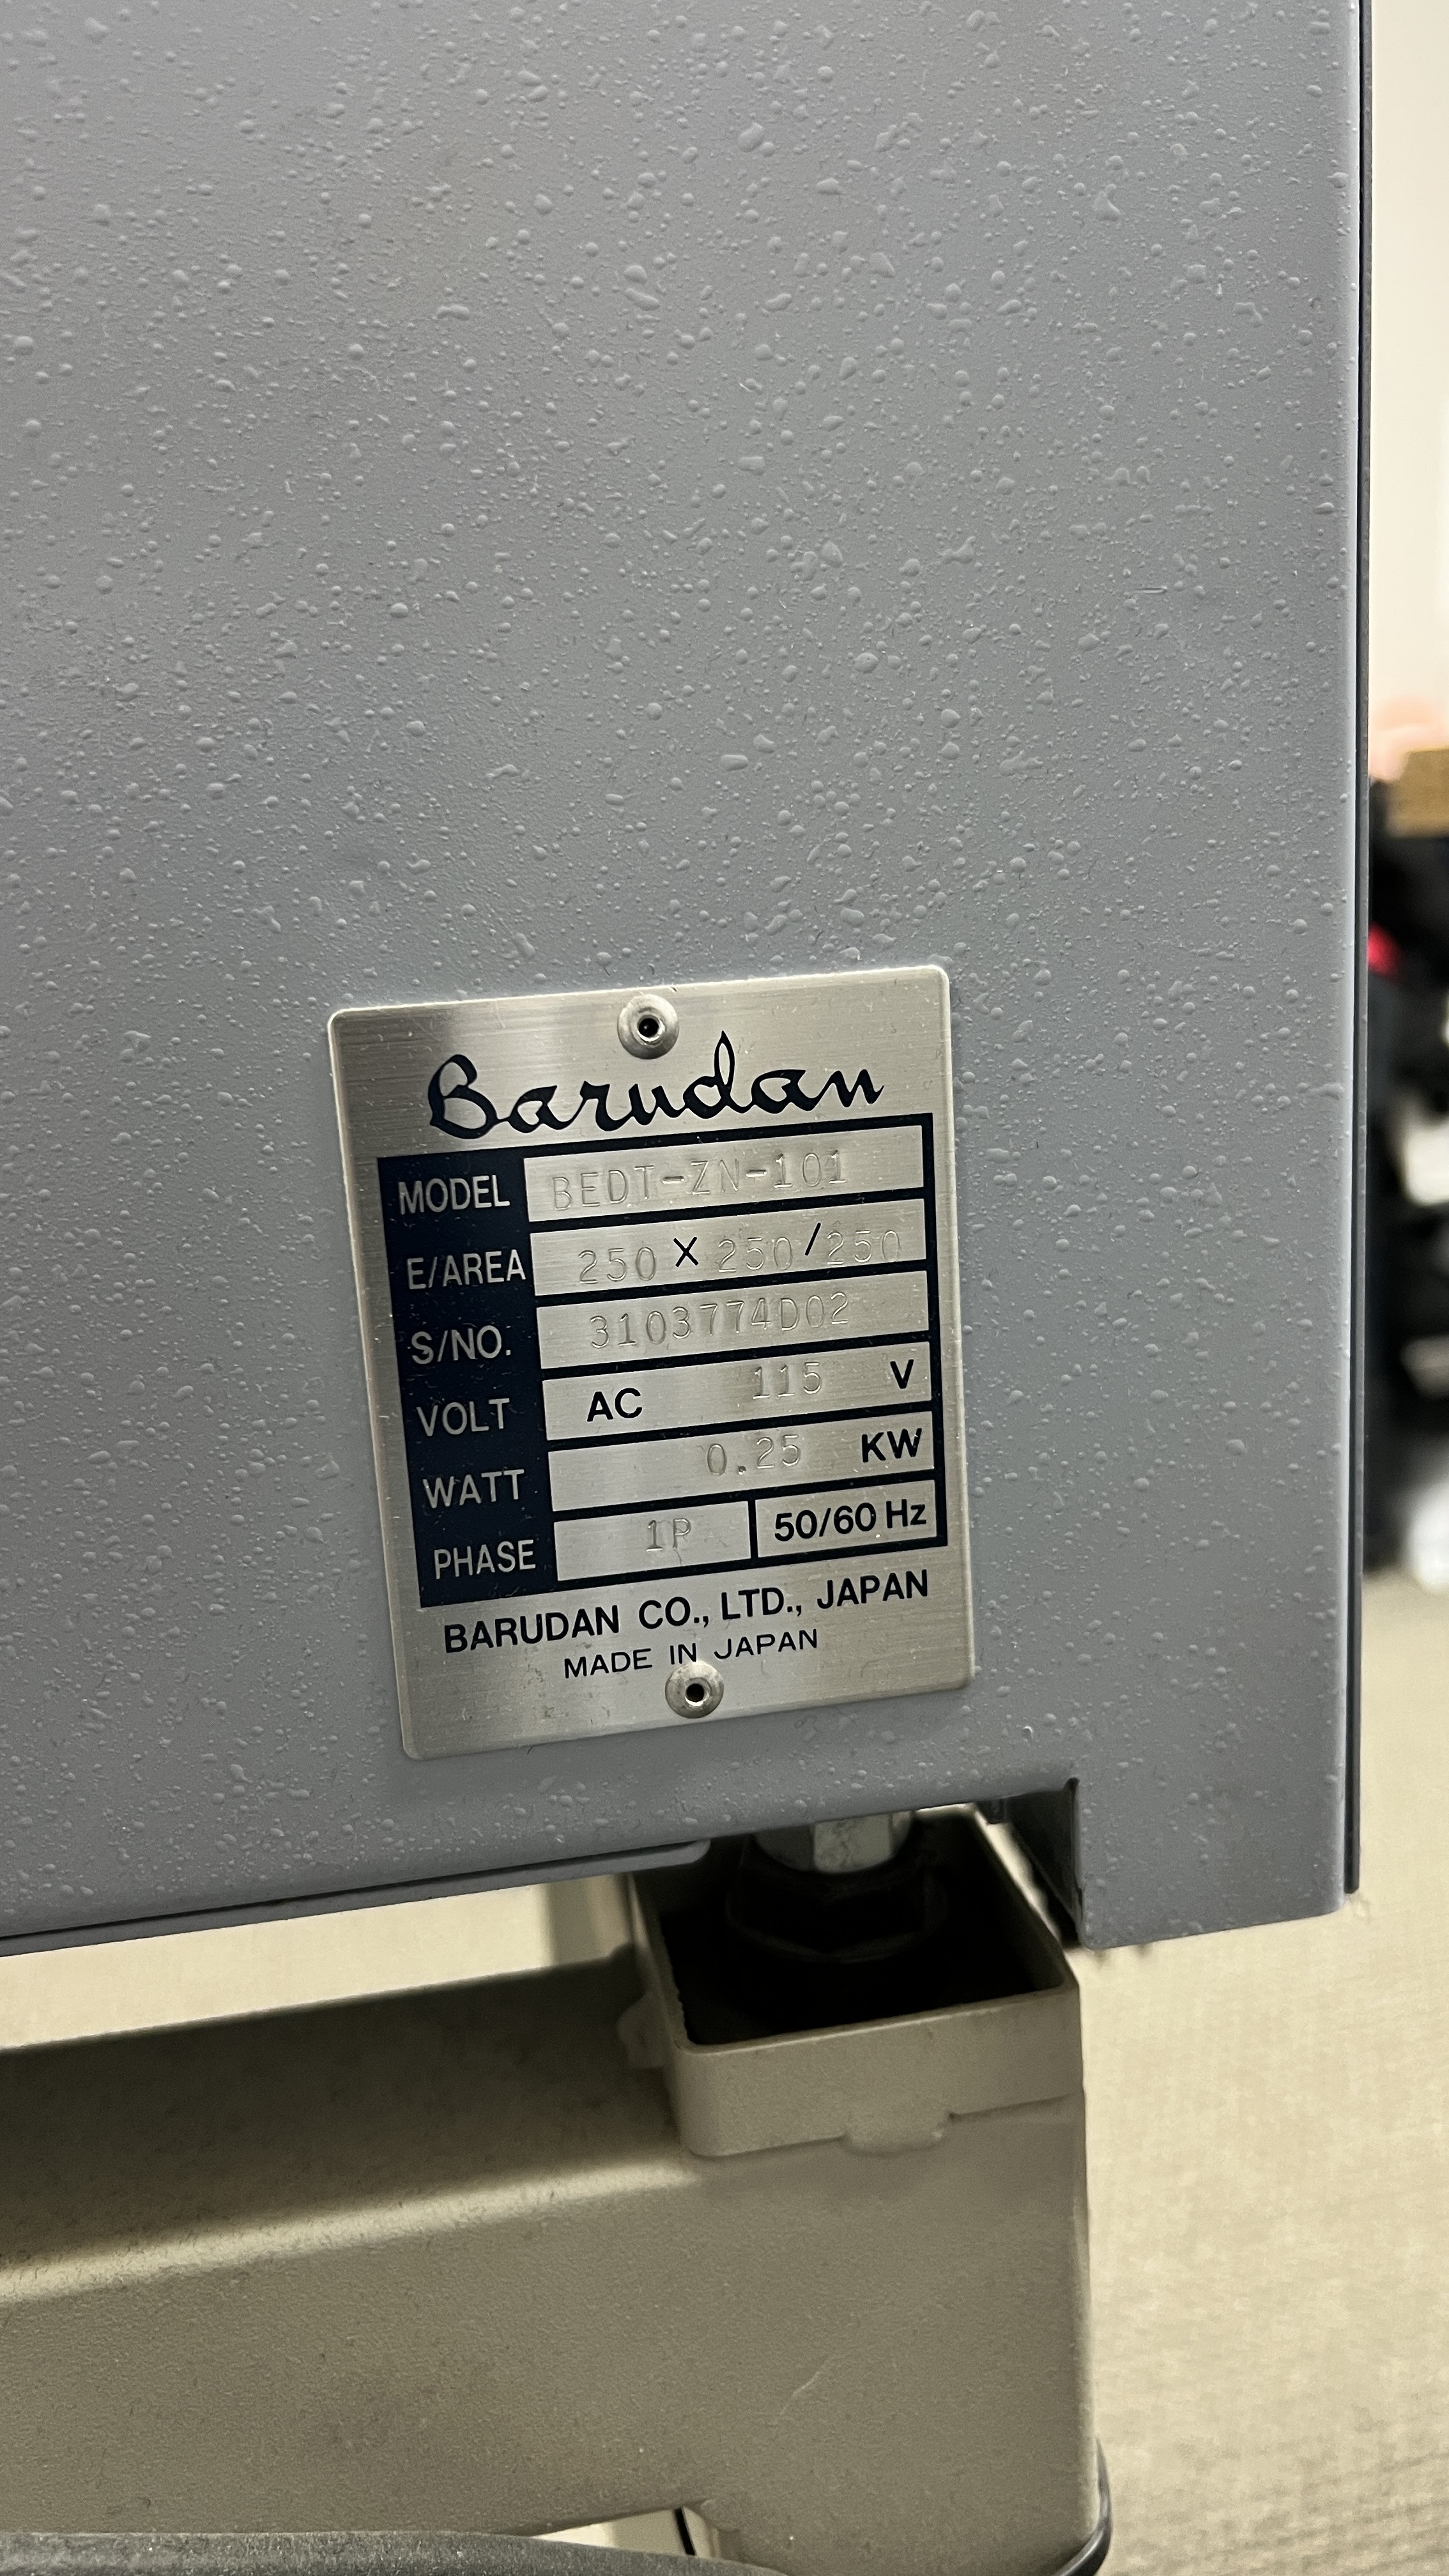 Barudan
MODEL BEDT-ZN-101
E/AREA 250 X 250/250
S/NO. 3103774D02
VOLT AC 115 V
WATT 0.25 KW
PHASE 1P 50/60 Hz
BARUDAN CO., LTD., JAPAN
MADE IN JAPAN